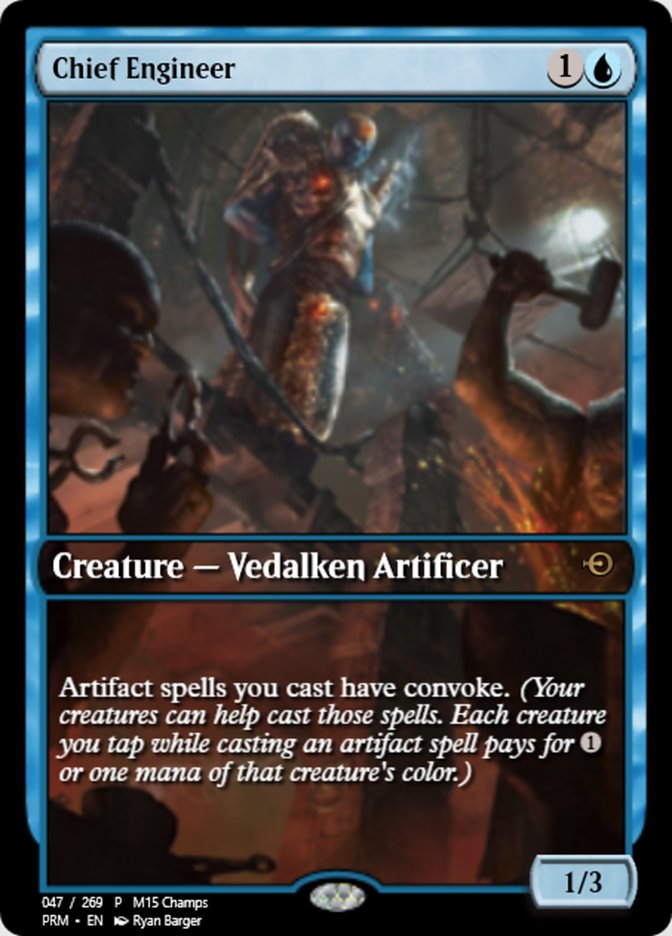 Chief Engineer 1
Creature — Vedalken Artificer
Artifact spells you cast have convoke. (Your
creatures can help cast those spells. Each creature
you tap while casting an artifact spell pays for 1
or one mana of that creature's color.)
1/3
047 / 269 P M15 Champs
PRM • EN Ryan Barger